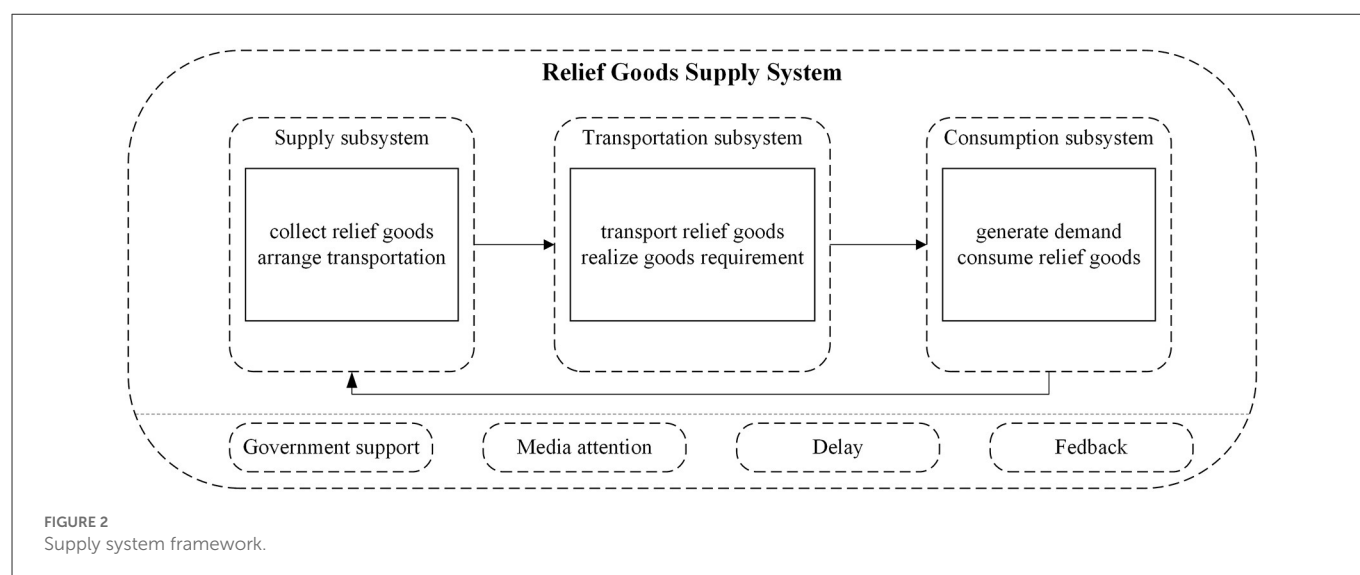 Relief Goods Supply System
Supply subsystem
collect relief goods
arrange transportation
Transportation subsystem
transport relief goods
realize goods requirement
Consumption subsystem
generate demand
consume relief goods
Government support
Media attention
Delay
Fedback
FIGURE 2
Supply system framework.